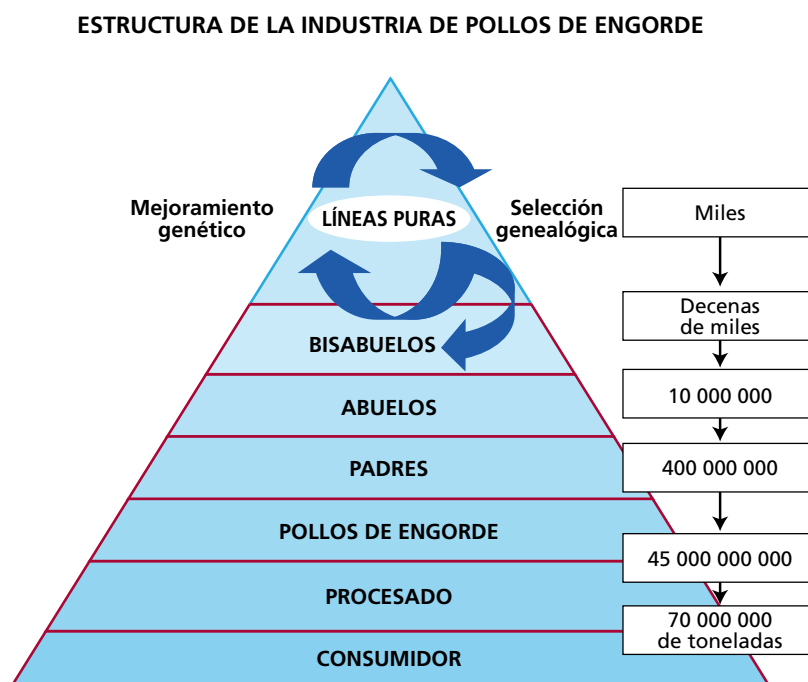 ESTRUCTURA DE LA INDUSTRIA DE POLLOS DE ENGORDE
Mejoramiento
genético
LÍNEAS PURAS
Selección
genealógica
Miles
Decenas
de miles
BISABUELOS
10 000 000
ABUELOS
400 000 000
PADRES
POLLOS DE ENGORDE
45 000 000 000
PROCESADO
70 000 000
de toneladas
CONSUMIDOR